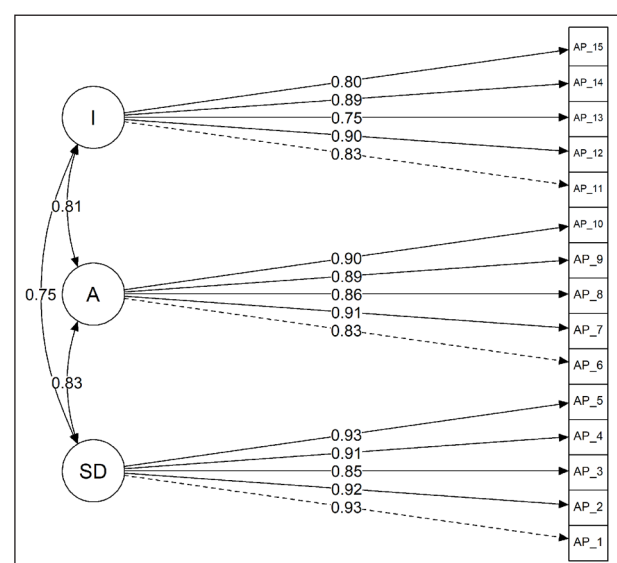 AP_15
0.80
AP_14
0.89
I
0.75
AP_13
0.90
AP_12
0.83
AP_11
0.81
AP_10
0.90
0.89
AP_9
0.75
A
0.86
AP_8
0.91
AP_7
0.83
AP_6
0.83
AP_5
0.93
AP_4
0.91
SD
0.85
AP_3
0.92
AP_2
0.93
AP_1